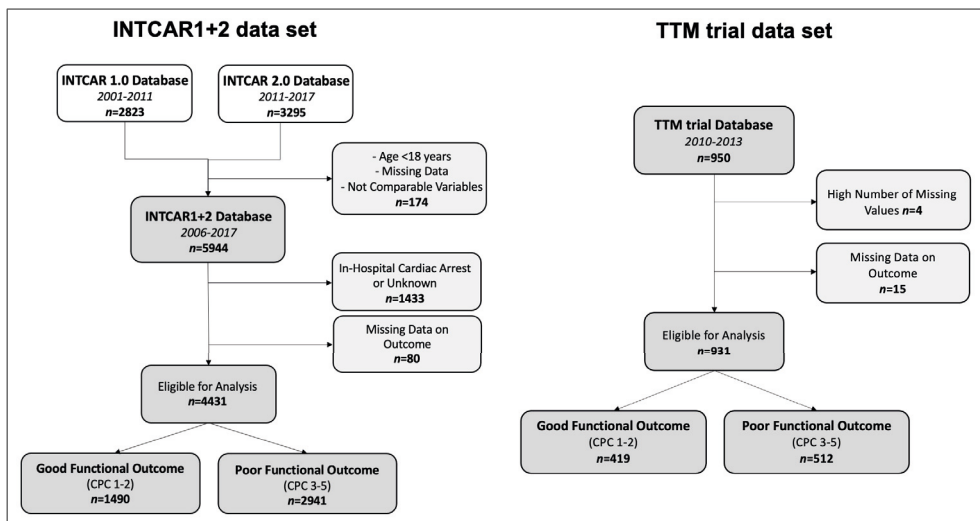 INTCAR1+2 data set
INTCAR 1.0 Database
2001-2011
n=2823
INTCAR 2.0 Database
2011-2017
n=3295
- Age <18 years
- Missing Data
- Not Comparable Variables
n=174
INTCAR1+2 Database
2006-2017
n=5944
In-Hospital Cardiac Arrest
or Unknown
n=1433
Missing Data on
Outcome
n=80
Eligible for Analysis
n=4431
Good Functional Outcome
(CPC 1-2)
n=1490
Poor Functional Outcome
(CPC 3-5)
n=2941
TTM trial data set
TTM trial Database
2010-2013
n=950
High Number of Missing
Values n=4
Missing Data on
Outcome
n=15
Eligible for Analysis
n=931
Good Functional Outcome
(CPC 1-2)
n=419
Poor Functional Outcome
(CPC 3-5)
n=512